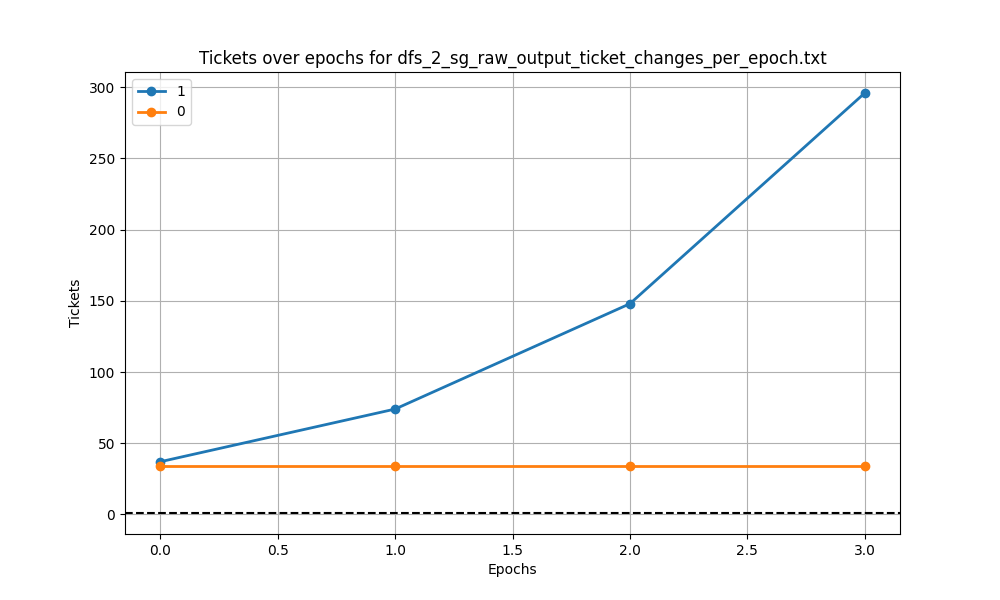 Tickets over epochs for dfs_2_sg_raw_output_ticket_changes_per_epoch.txt
1
0
300
250
200
150
100
50
0
Tickets
0.0 0.5 1.0 1.5 2.0 2.5 3.0
Epochs